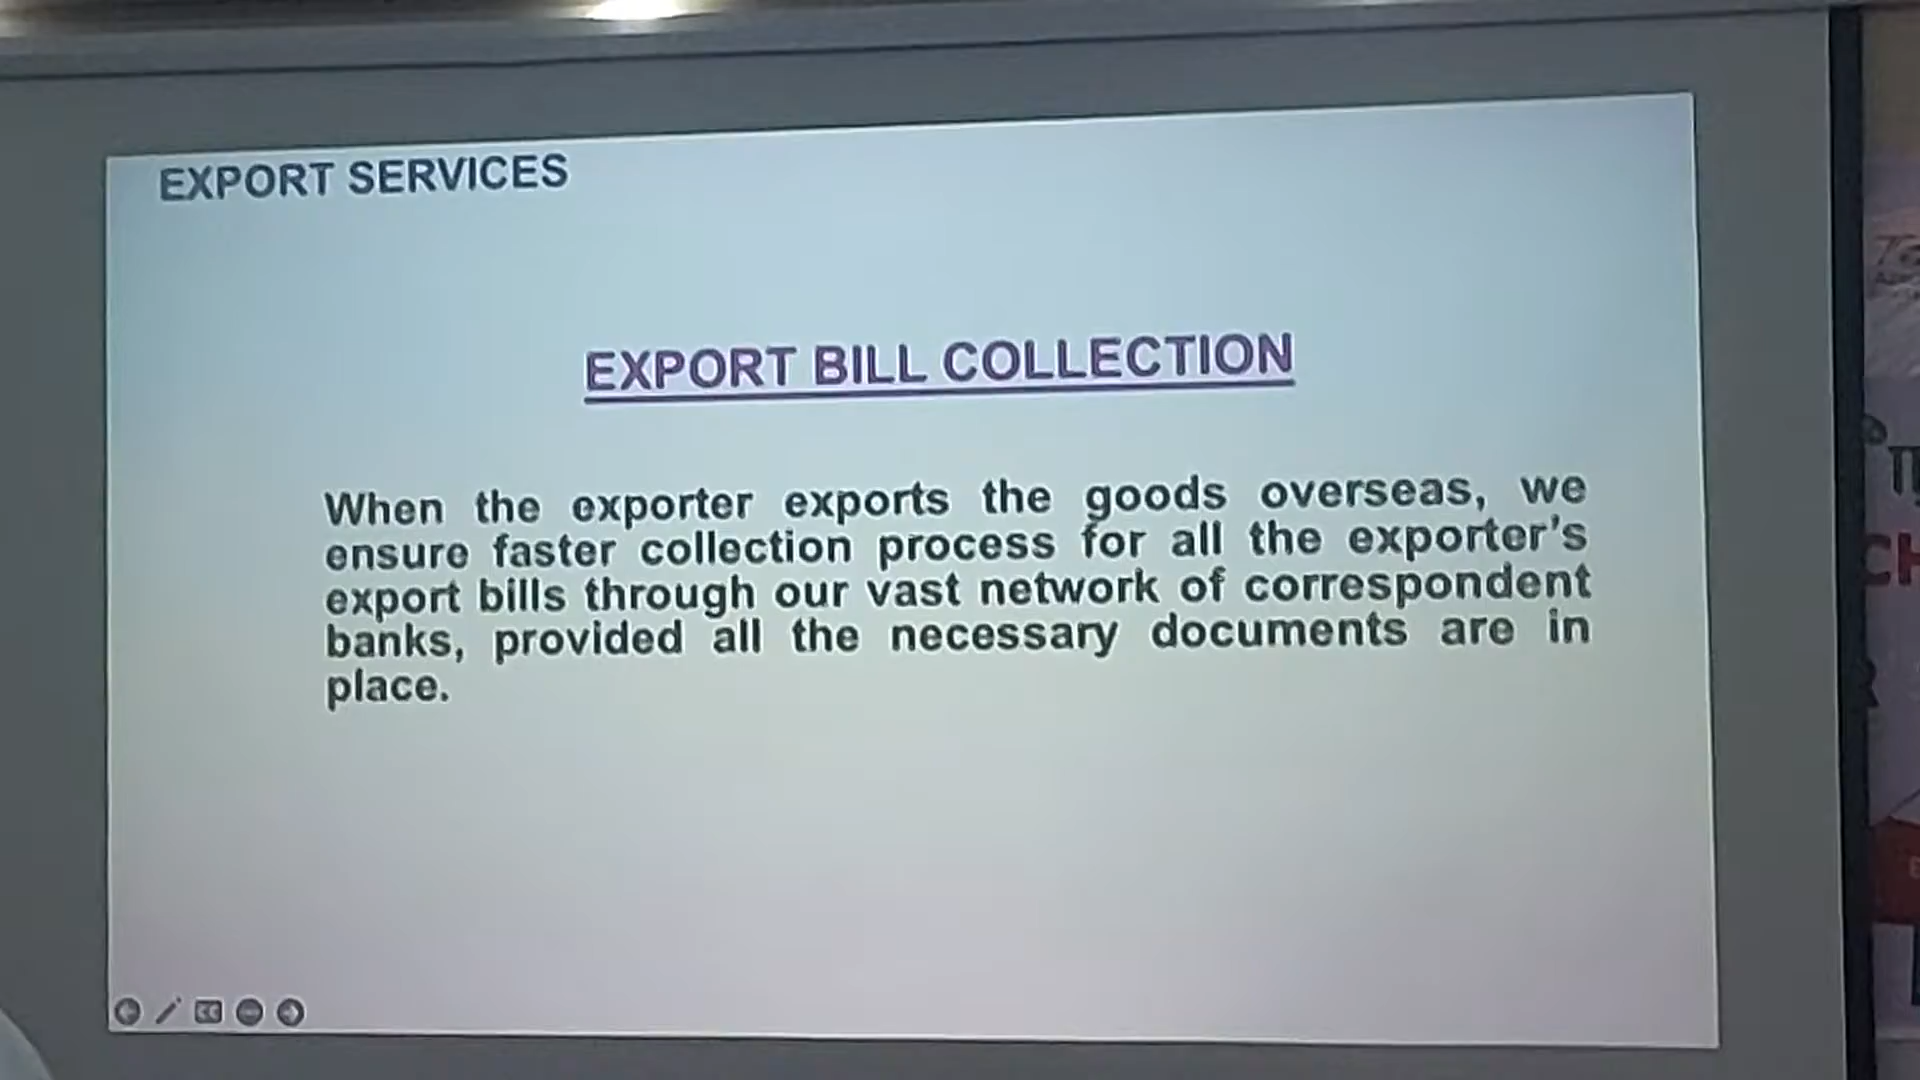 EXPORT SERVICES
EXPORT BILL COLLECTION
When the exporter exports the goods overseas, we
ensure faster collection process for all the exporter's
export bills through our vast network of correspondent
banks, provided all the necessary documents are in
place.